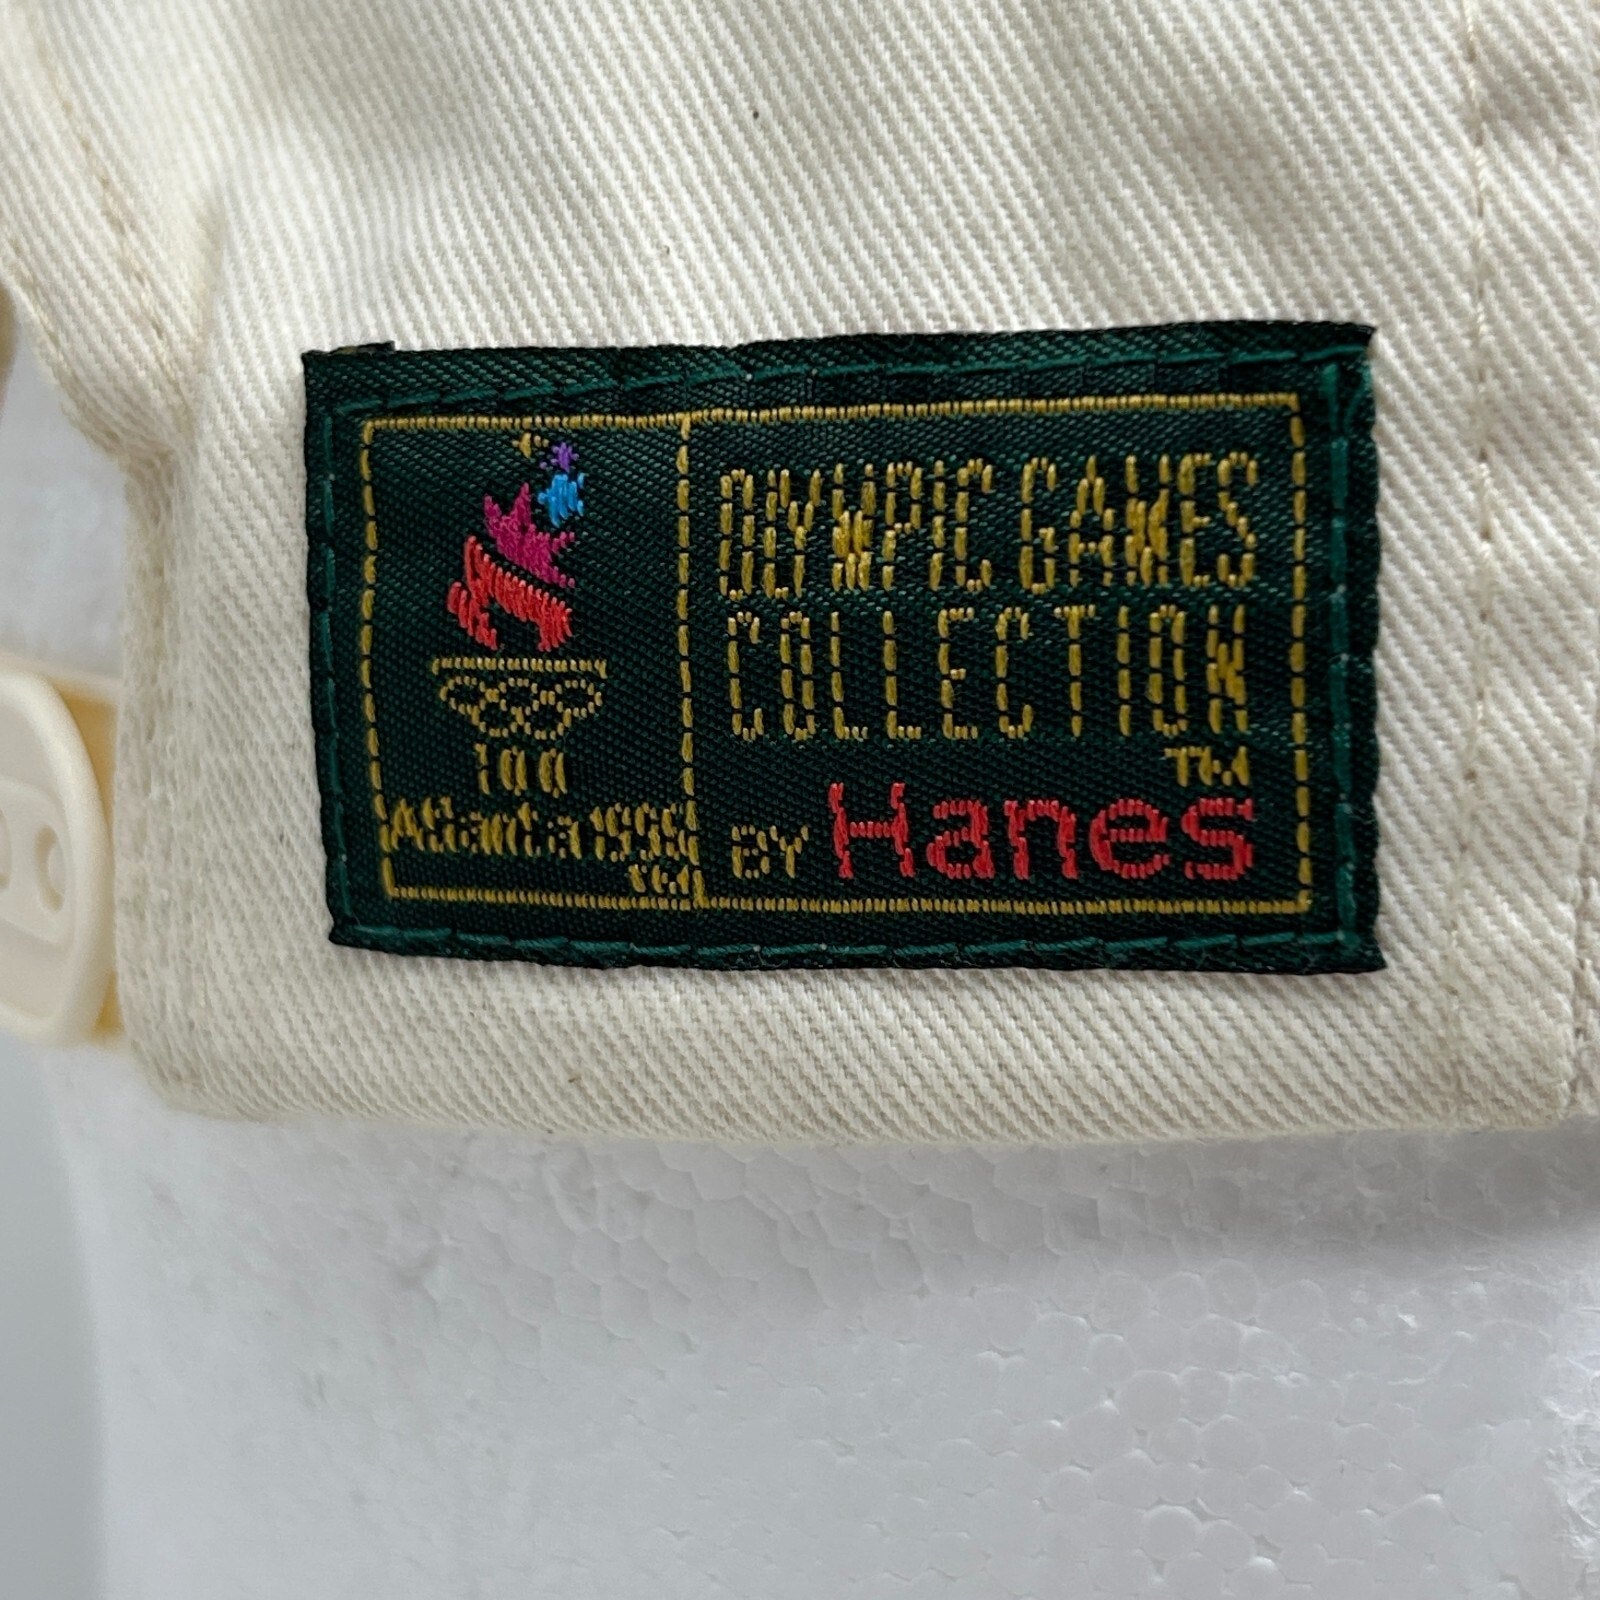 100
Atlanta 1996
TM
OLYMPIC GAMES
COLLECTION
TM
BY Hanes